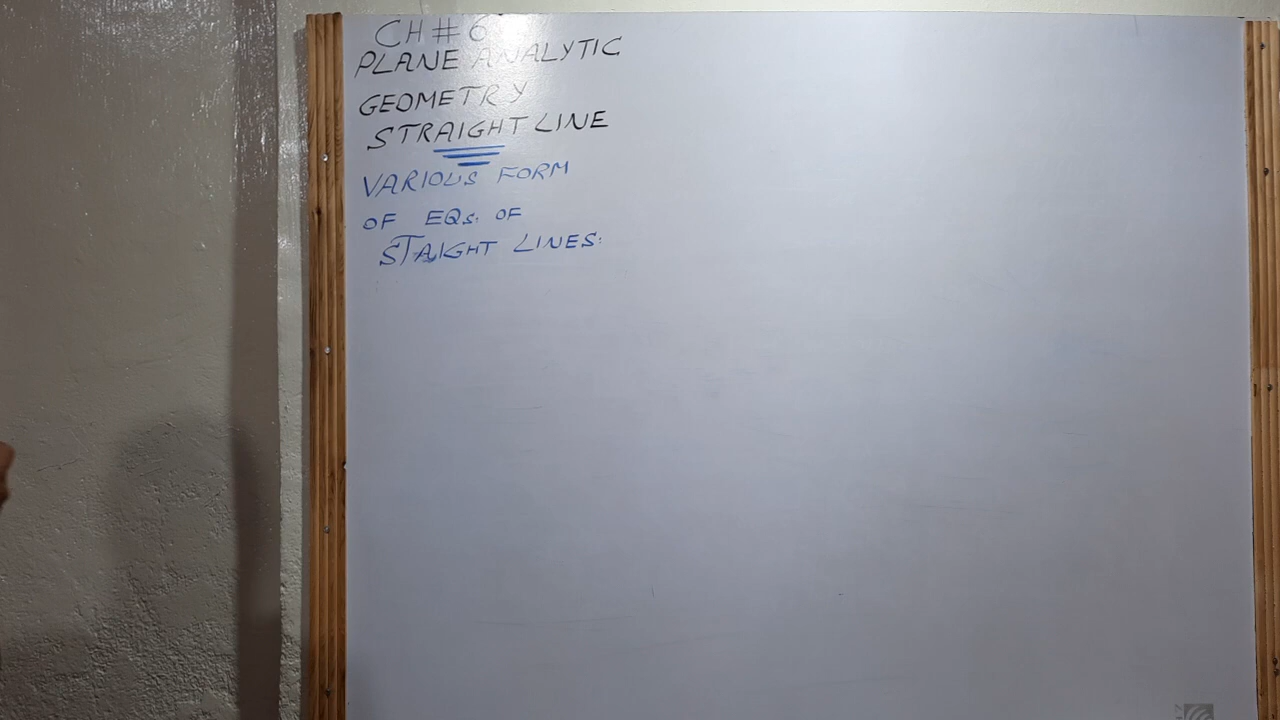 CH # 6
PLANE ANALYTIC
GEOMETRY
STRAIGHT LINE
VARIOUS FORM
OF EQs. OF
STAIGHT LINES: